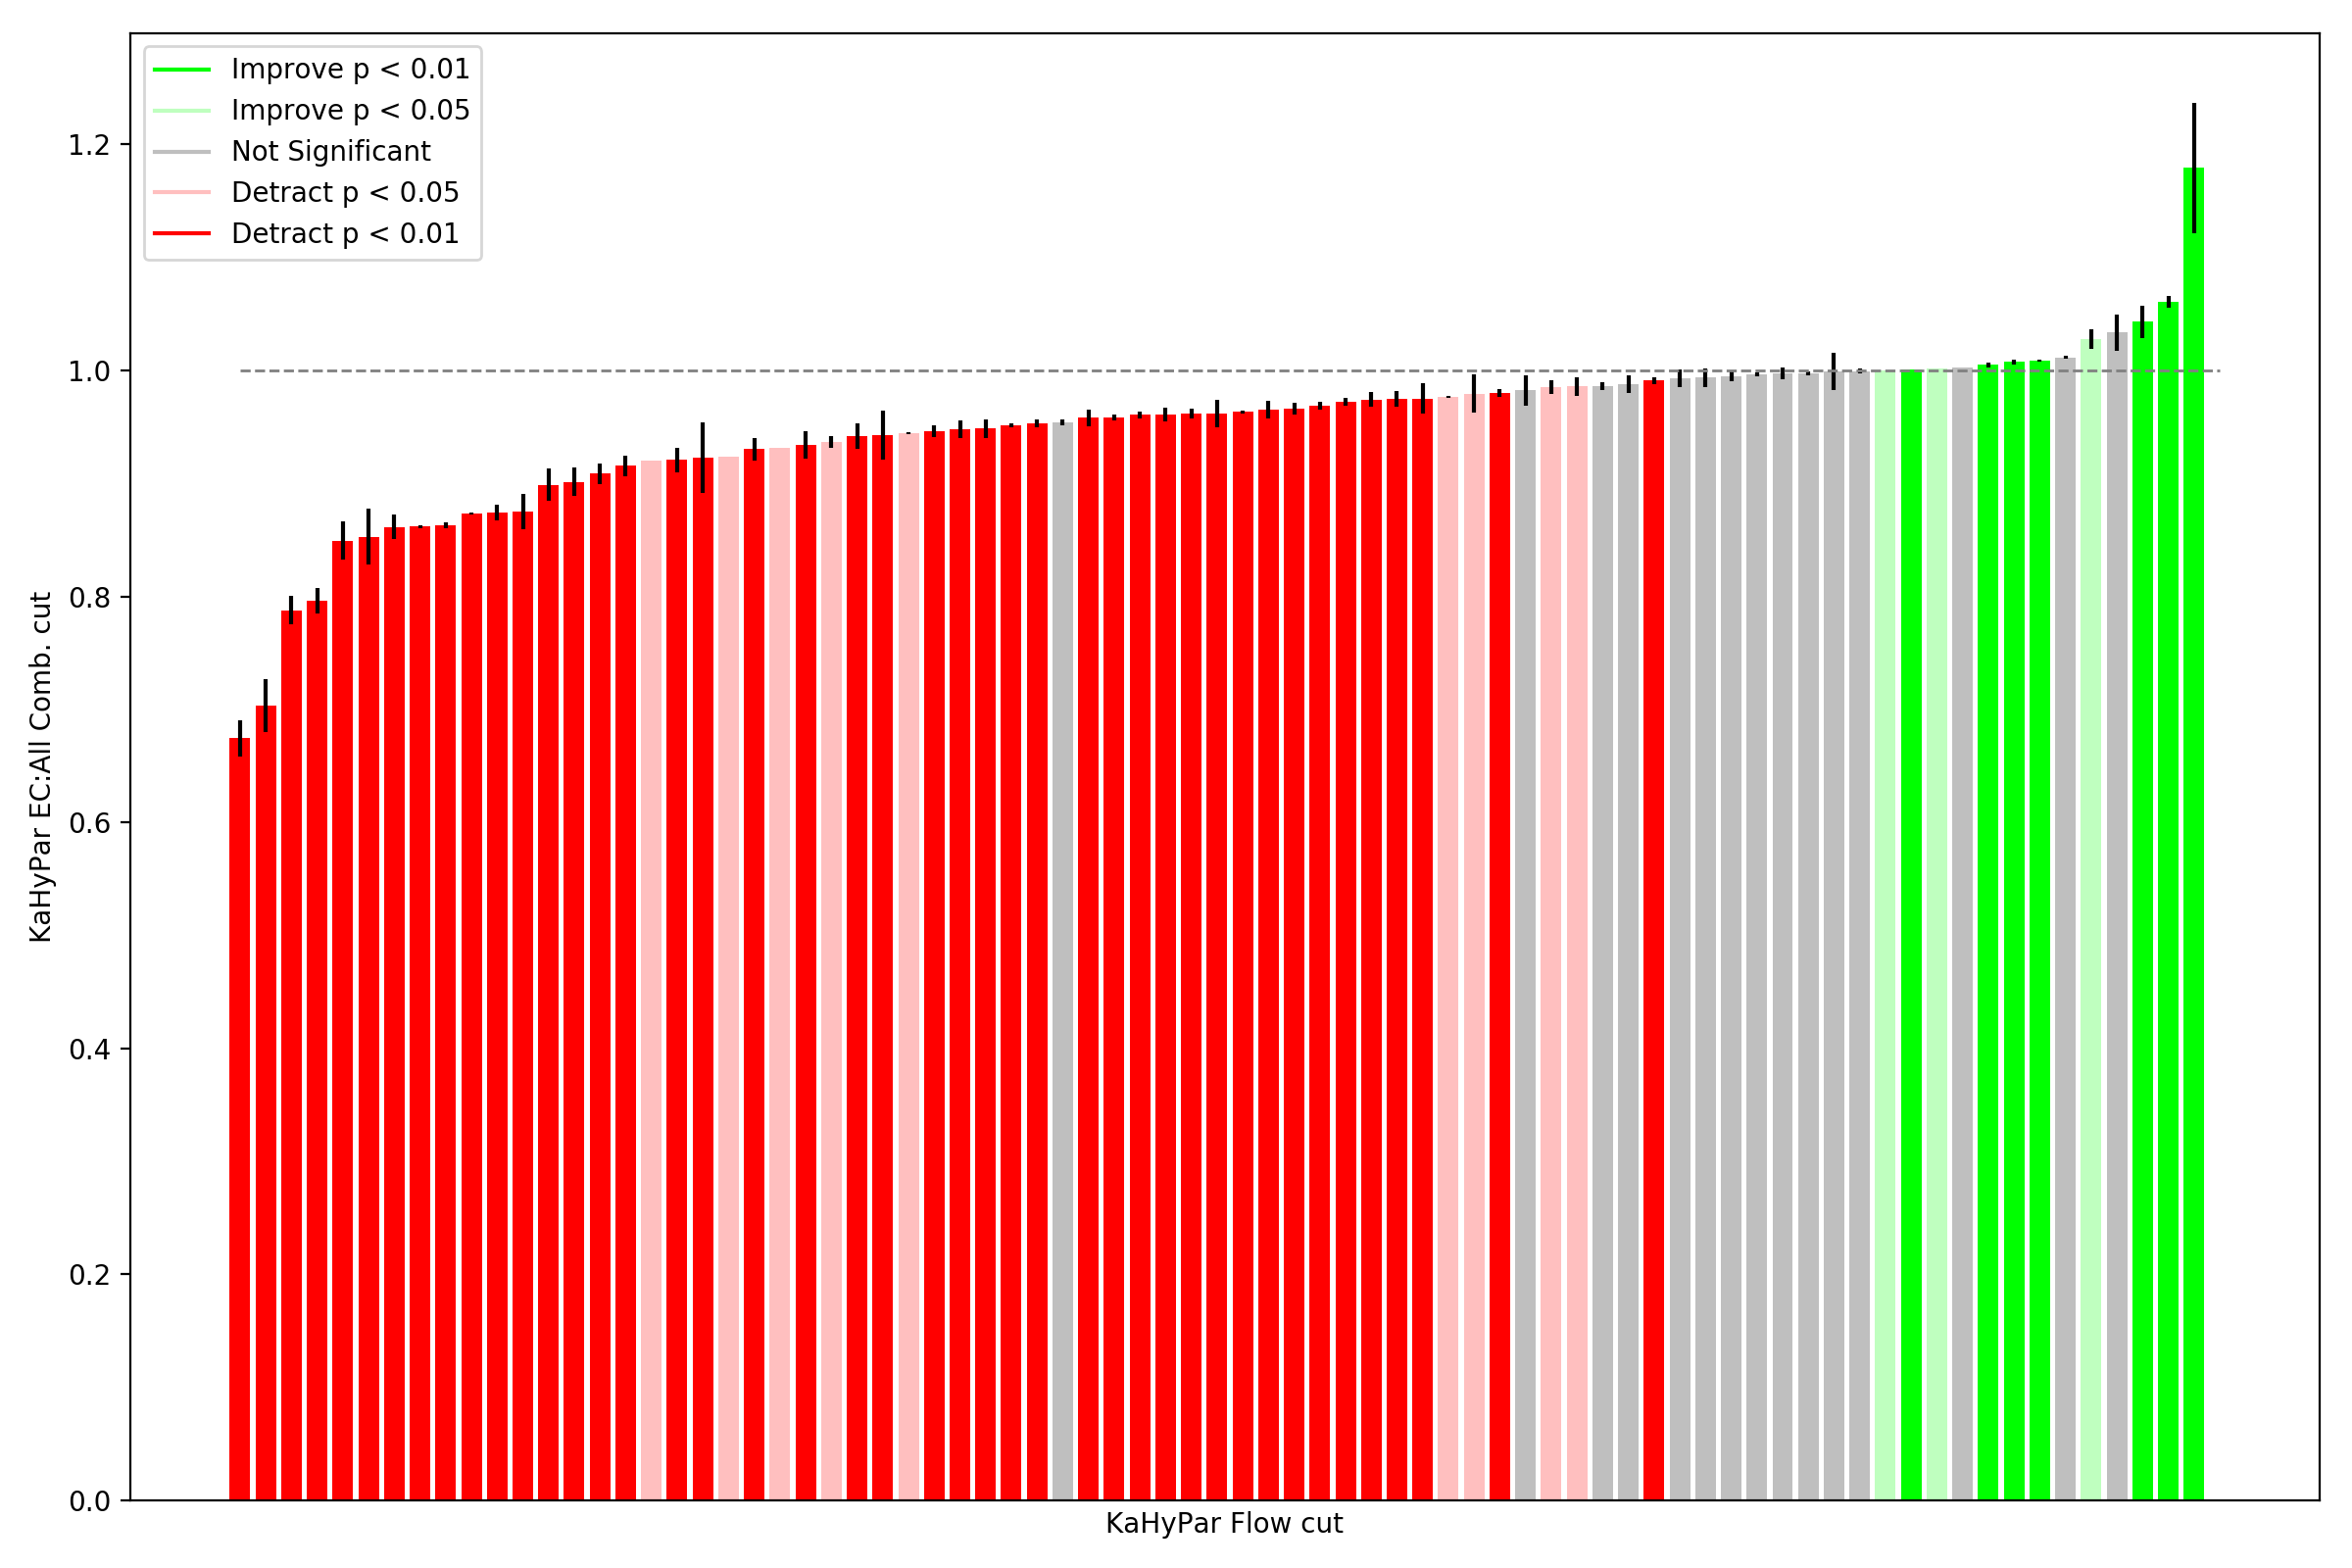 Improve p < 0.01
Improve p < 0.05
Not Significant
Detract p < 0.05
Detract p < 0.01
1.2
1.0
0.8
0.6
0.4
0.2
0.0
KaHyPar EC:All Comb. cut
KaHyPar Flow cut